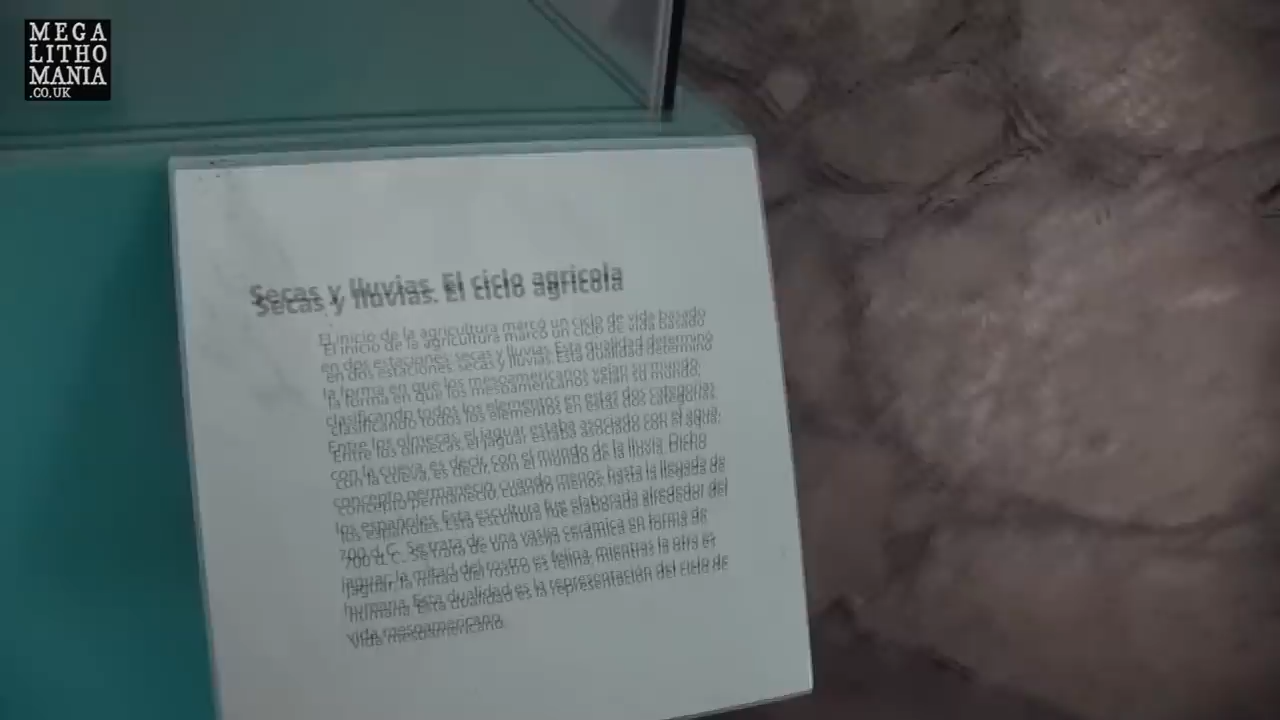 MEGA
LITHO
MANIA
.CO.UK
Secas y lluvias. El ciclo agrícola
El inicio de la agricultura marcó un ciclo de vida basado
en dos estaciones: secas y lluvias. Esta dualidad determinó
la forma en que los mesoamericanos veían su mundo,
clasificando todos los elementos en estas dos categorías.
Entre los olmecas, el jaguar estaba asociado con el agua,
con la cueva, es decir, con el mundo de la lluvia. Dicho
concepto permaneció, cuando menos, hasta la llegada de
los españoles. Esta escultura fue elaborada alrededor del
700 d.C. Se trata de una vasija cerámica en forma de
jaguar; la mitad del rostro es felina, mientras la otra es
humana. Esta dualidad es la representación del ciclo de
vida mesoamericano.